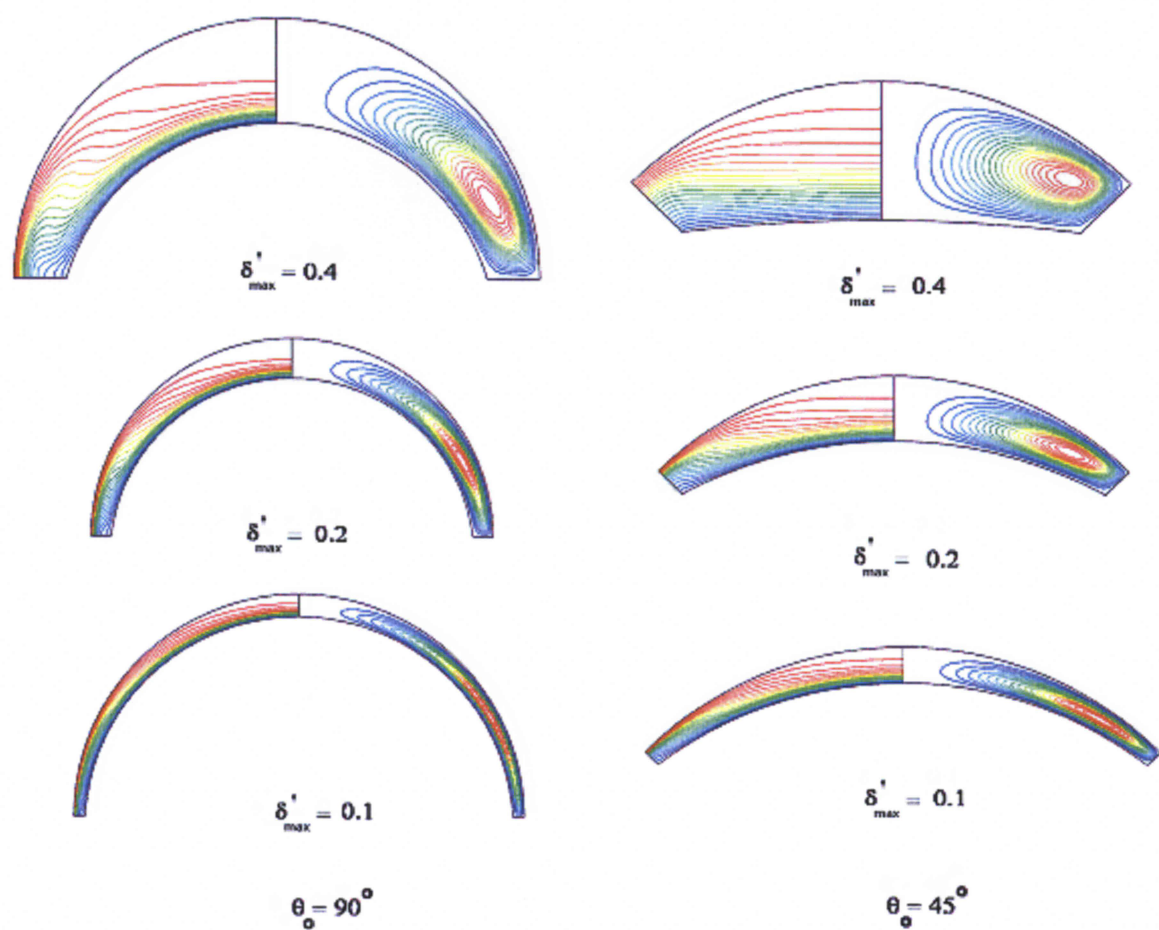 δ'max = 0.4
δ'max = 0.4
δ'max = 0.2
δ'max = 0.2
δ'max = 0.1
δ'max = 0.1
θo = 90°
θo = 45°